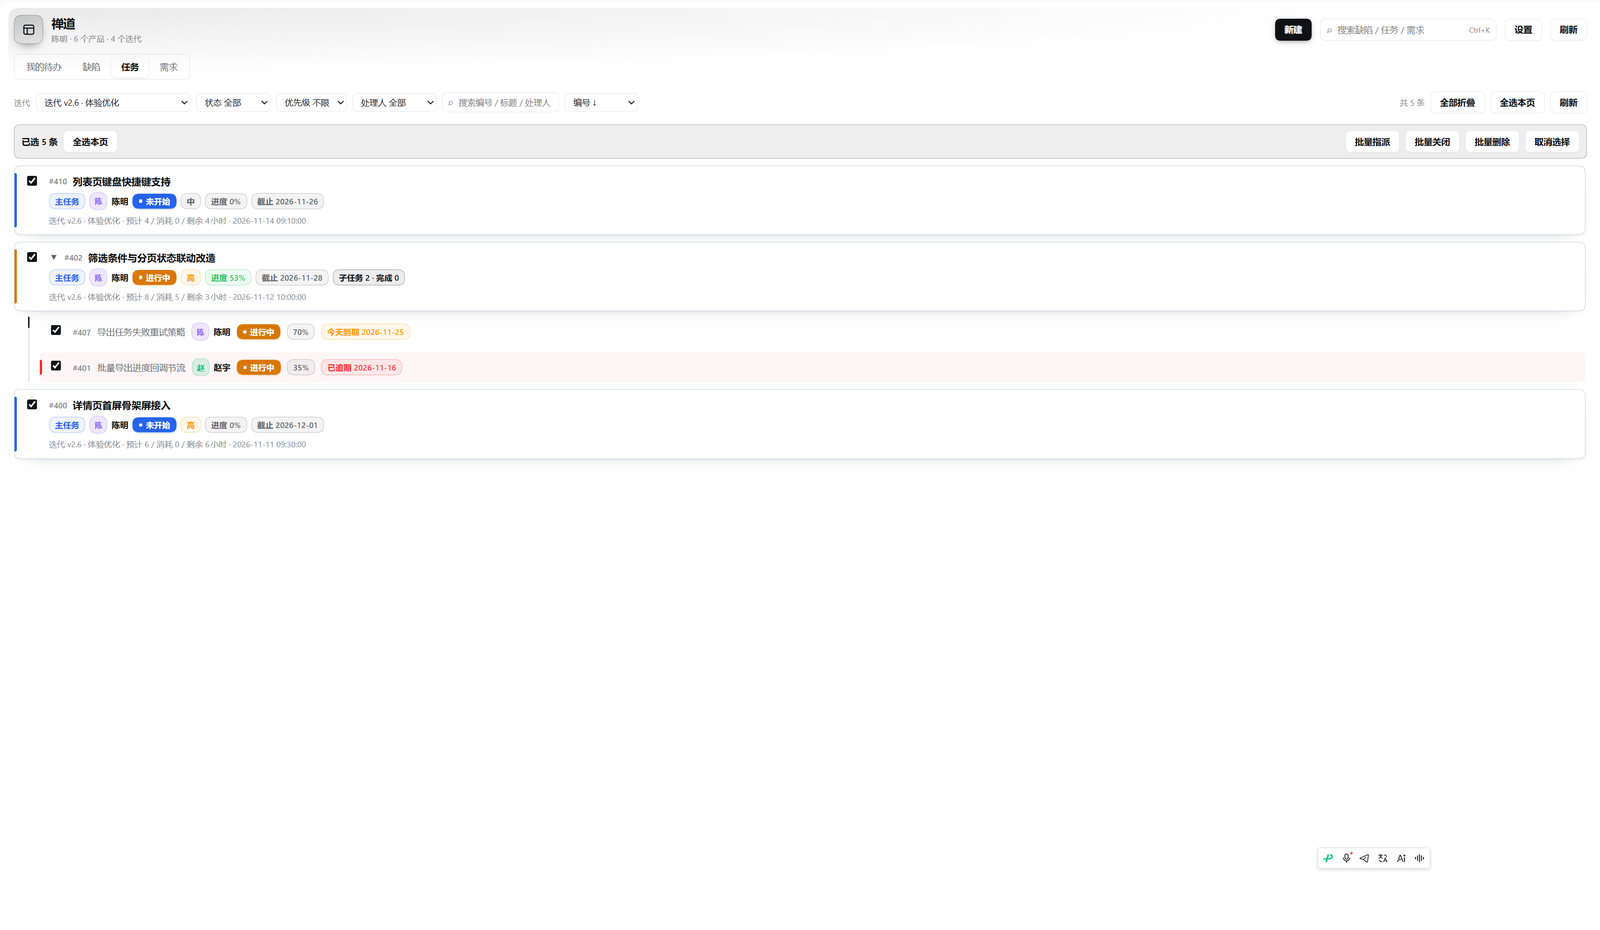 禅道
陈明 · 6 个产品 · 4 个迭代
新建
搜索缺陷 / 任务 / 需求 Ctrl+K
设置
刷新
我的待办 缺陷 任务 需求
迭代 迭代 v2.6 · 体验优化 状态 全部 优先级 不限 处理人 全部 搜索编号 / 标题 / 处理人 编号 ↓ 共 5 条 全部折叠 全选本页 刷新
已选 5 条 全选本页 批量指派 批量关闭 批量删除 取消选择
#410 列表页键盘快捷键支持
主任务 陈 陈明 未开始 中 进度 0% 截止 2026-11-26
迭代 v2.6 · 体验优化 · 预计 4 / 消耗 0 / 剩余 4 小时 · 2026-11-14 09:10:00
▼ #402 筛选条件与分页状态联动改造
主任务 陈 陈明 进行中 高 进度 53% 截止 2026-11-28 子任务 2 · 完成 0
迭代 v2.6 · 体验优化 · 预计 8 / 消耗 5 / 剩余 3 小时 · 2026-11-12 10:00:00
#407 导出任务失败重试策略 陈 陈明 进行中 70% 今天到期 2026-11-25
#401 批量导出进度回调节流 赵 赵宇 进行中 35% 已逾期 2026-11-16
#400 详情页首屏骨架屏接入
主任务 陈 陈明 未开始 高 进度 0% 截止 2026-12-01
迭代 v2.6 · 体验优化 · 预计 6 / 消耗 0 / 剩余 6 小时 · 2026-11-11 09:30:00